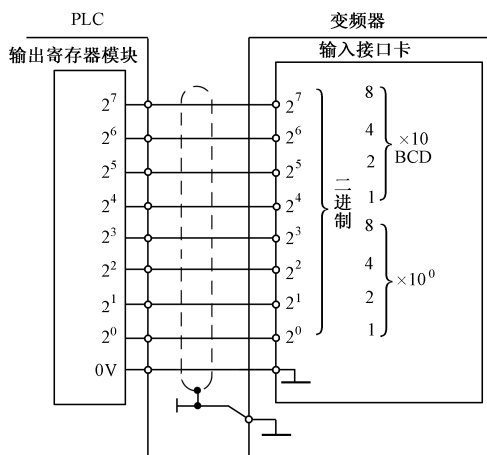 PLC
变频器
输出寄存器模块
输入接口卡
2⁷ 2⁷ 8
2⁶ 2⁶ 4
×10
BCD
2⁵ 2⁵ 2
2⁴ 2⁴ 1
二进制
2³ 2³ 8
2² 2² 4
×10⁰
2¹ 2¹ 2
2⁰ 2⁰ 1
0V